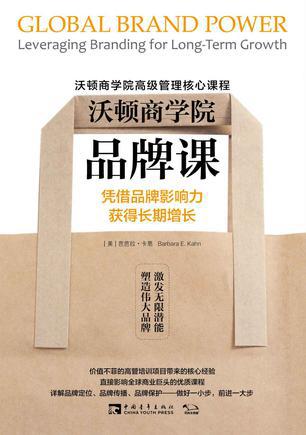 GLOBAL BRAND POWER
Leveraging Branding for Long-Term Growth
沃顿商学院高级管理核心课程
沃顿商学院
品牌课
凭借品牌影响力
获得长期增长
[美] 芭芭拉·卡恩 Barbara E. Kahn
激发无限潜能
塑造伟大品牌
价值不菲的高管培训项目带来的核心经验
直接影响全球商业巨头的优质课程
详解品牌定位、品牌传播、品牌保护——做好一小步，前进一大步
中国青年出版社